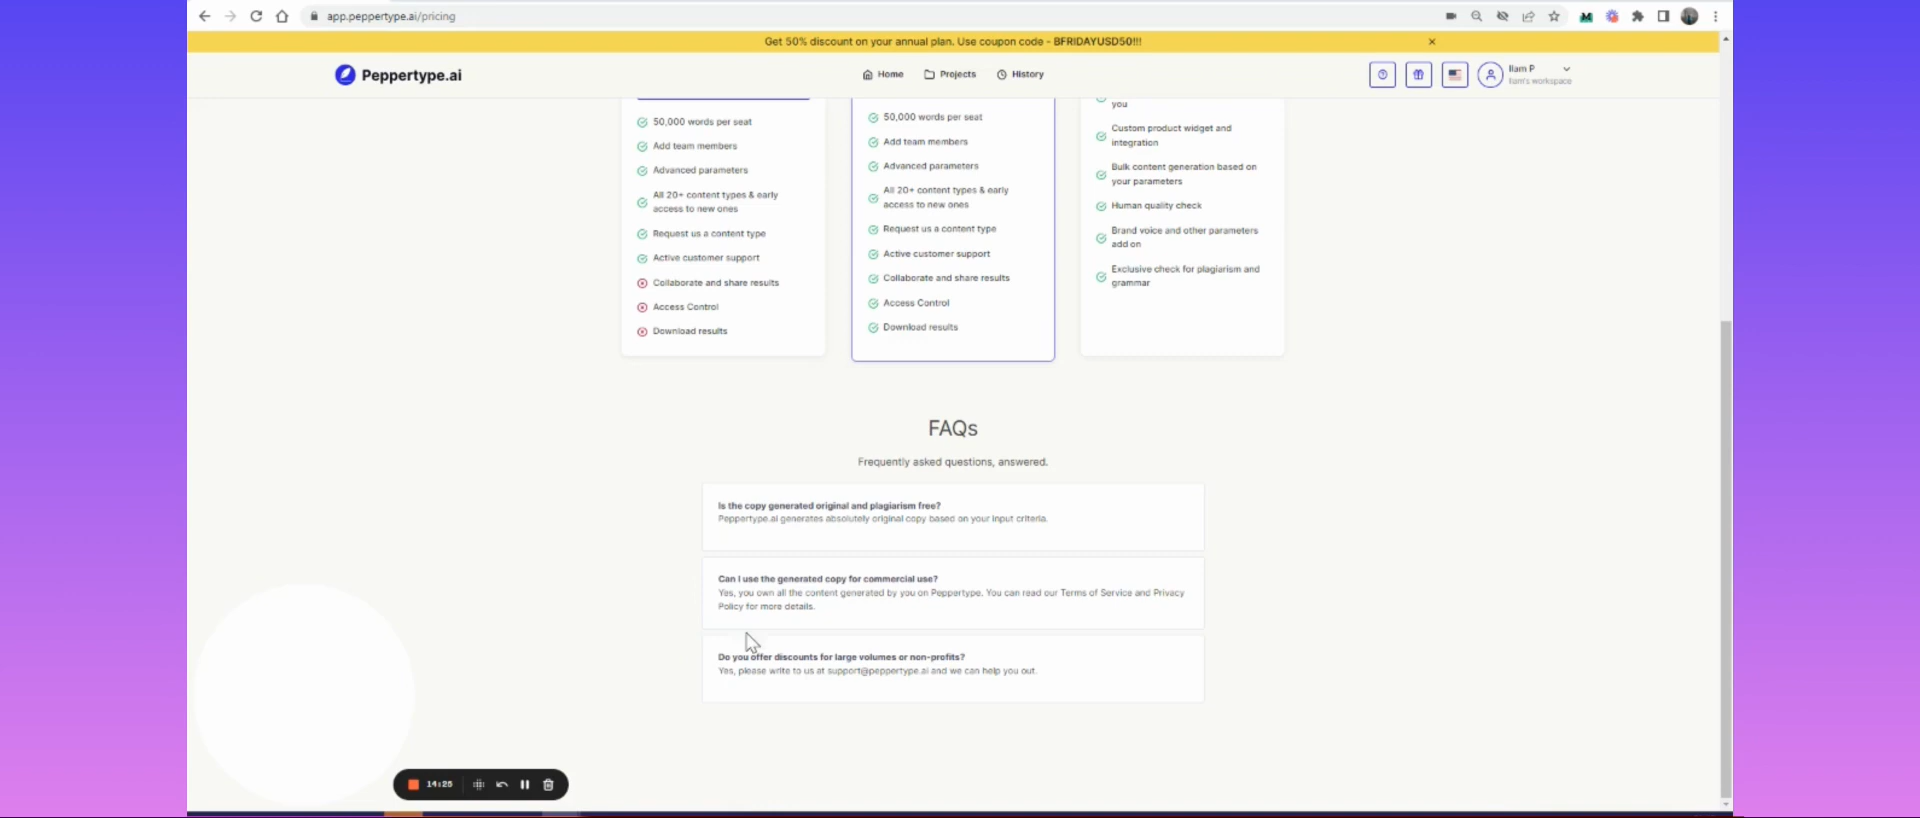 app.peppertype.ai/pricing
Get 50% discount on your annual plan. Use coupon code - BFRIDAYUSD50!!!
Peppertype.ai
Home
Projects
History
Ilam P
Ilam's workspace
50,000 words per seat
Add team members
Advanced parameters
All 20+ content types & early
access to new ones
Request us a content type
Active customer support
Collaborate and share results
Access Control
Download results
50,000 words per seat
Add team members
Advanced parameters
All 20+ content types & early
access to new ones
Request us a content type
Active customer support
Collaborate and share results
Access Control
Download results
you
Custom product widget and
integration
Bulk content generation based on
your parameters
Human quality check
Brand voice and other parameters
add on
Exclusive check for plagiarism and
grammar
FAQs
Frequently asked questions, answered.
Is the copy generated original and plagiarism free?
Peppertype.ai generates absolutely original copy based on your input criteria.
Can I use the generated copy for commercial use?
Yes, you own all the content generated by you on Peppertype. You can read our Terms of Service and Privacy
Policy for more details.
Do you offer discounts for large volumes or non-profits?
Yes, please write to us at support@peppertype.ai and we can help you out.
14:25